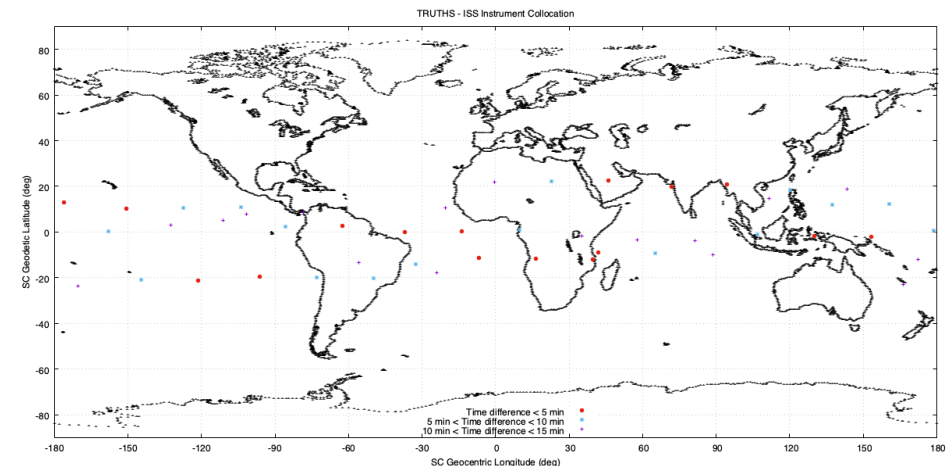 TRUTHS - ISS Instrument Collocation
80
60
40
20
0
-20
-40
-60
-80
SC Geodetic Latitude (deg)
Time difference < 5 min
5 min < Time difference < 10 min
10 min < Time difference < 15 min
-180 -150 -120 -90 -60 -30 0 30 60 90 120 150 180
SC Geocentric Longitude (deg)